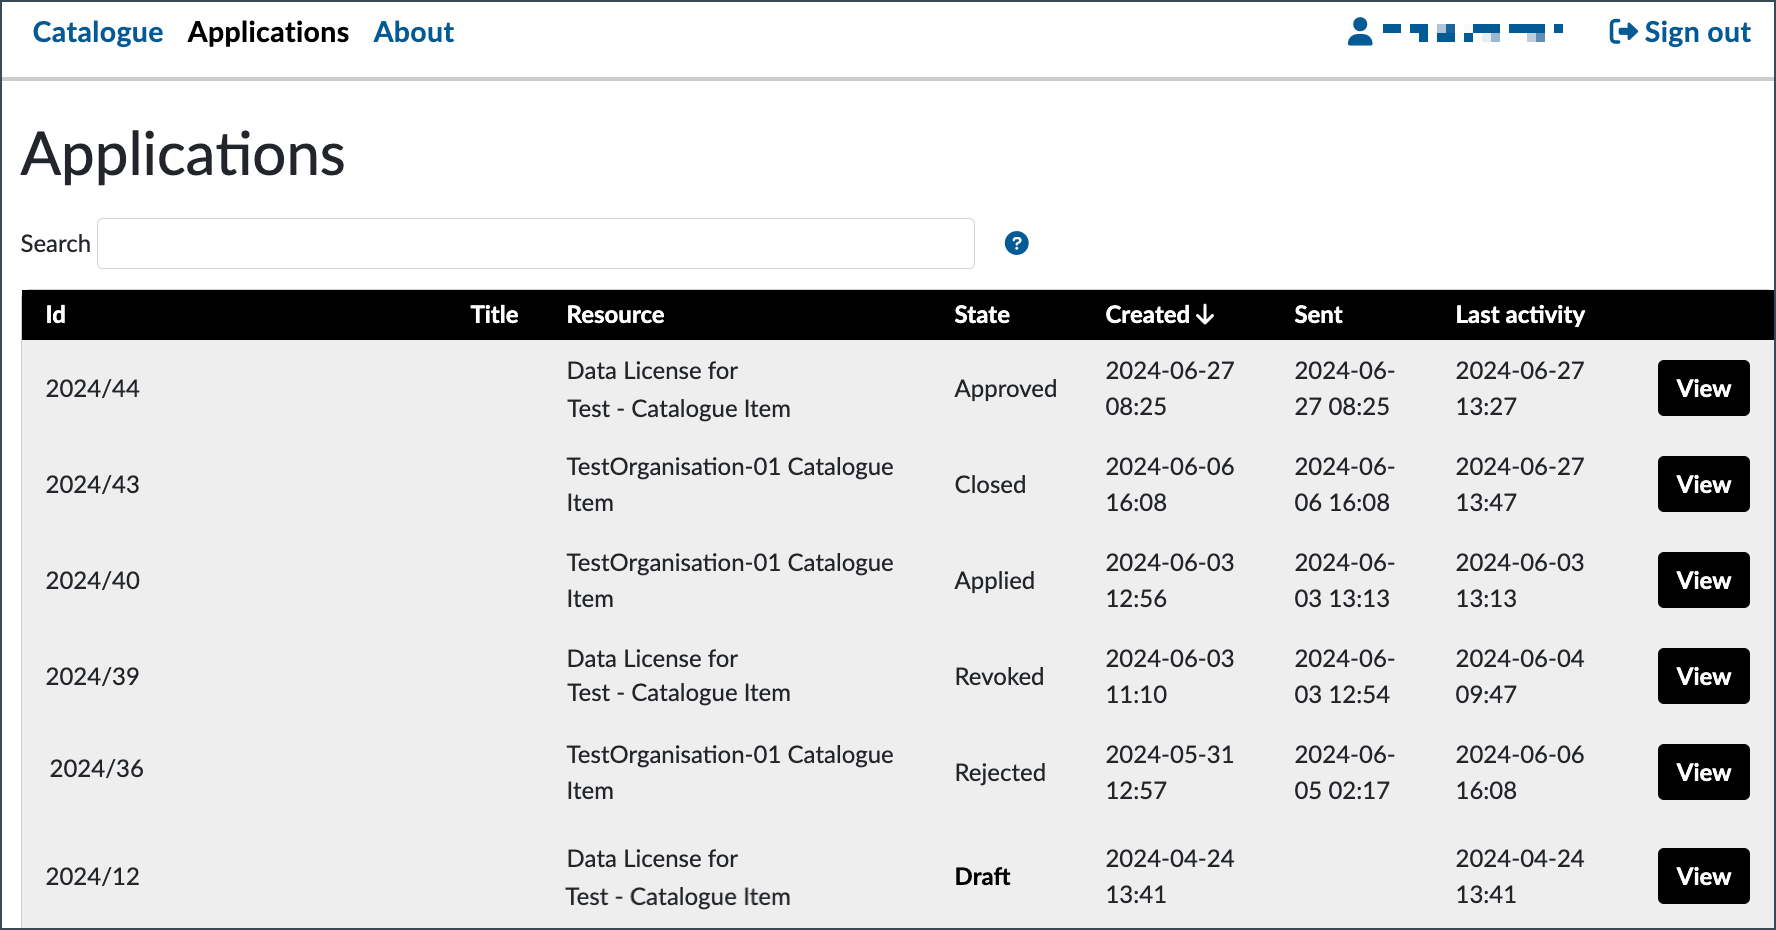 Catalogue Applications About Sign out
Applications
Search
?
Id Title Resource State Created Sent Last activity
2024/44 Data License for Test - Catalogue Item Approved 2024-06-27 08:25 2024-06-27 08:25 2024-06-27 13:27 View
2024/43 TestOrganisation-01 Catalogue Item Closed 2024-06-06 16:08 2024-06-06 16:08 2024-06-27 13:47 View
2024/40 TestOrganisation-01 Catalogue Item Applied 2024-06-03 12:56 2024-06-03 13:13 2024-06-03 13:13 View
2024/39 Data License for Test - Catalogue Item Revoked 2024-06-03 11:10 2024-06-03 12:54 2024-06-04 09:47 View
2024/36 TestOrganisation-01 Catalogue Item Rejected 2024-05-31 12:57 2024-06-05 02:17 2024-06-06 16:08 View
2024/12 Data License for Test - Catalogue Item Draft 2024-04-24 13:41 2024-04-24 13:41 View